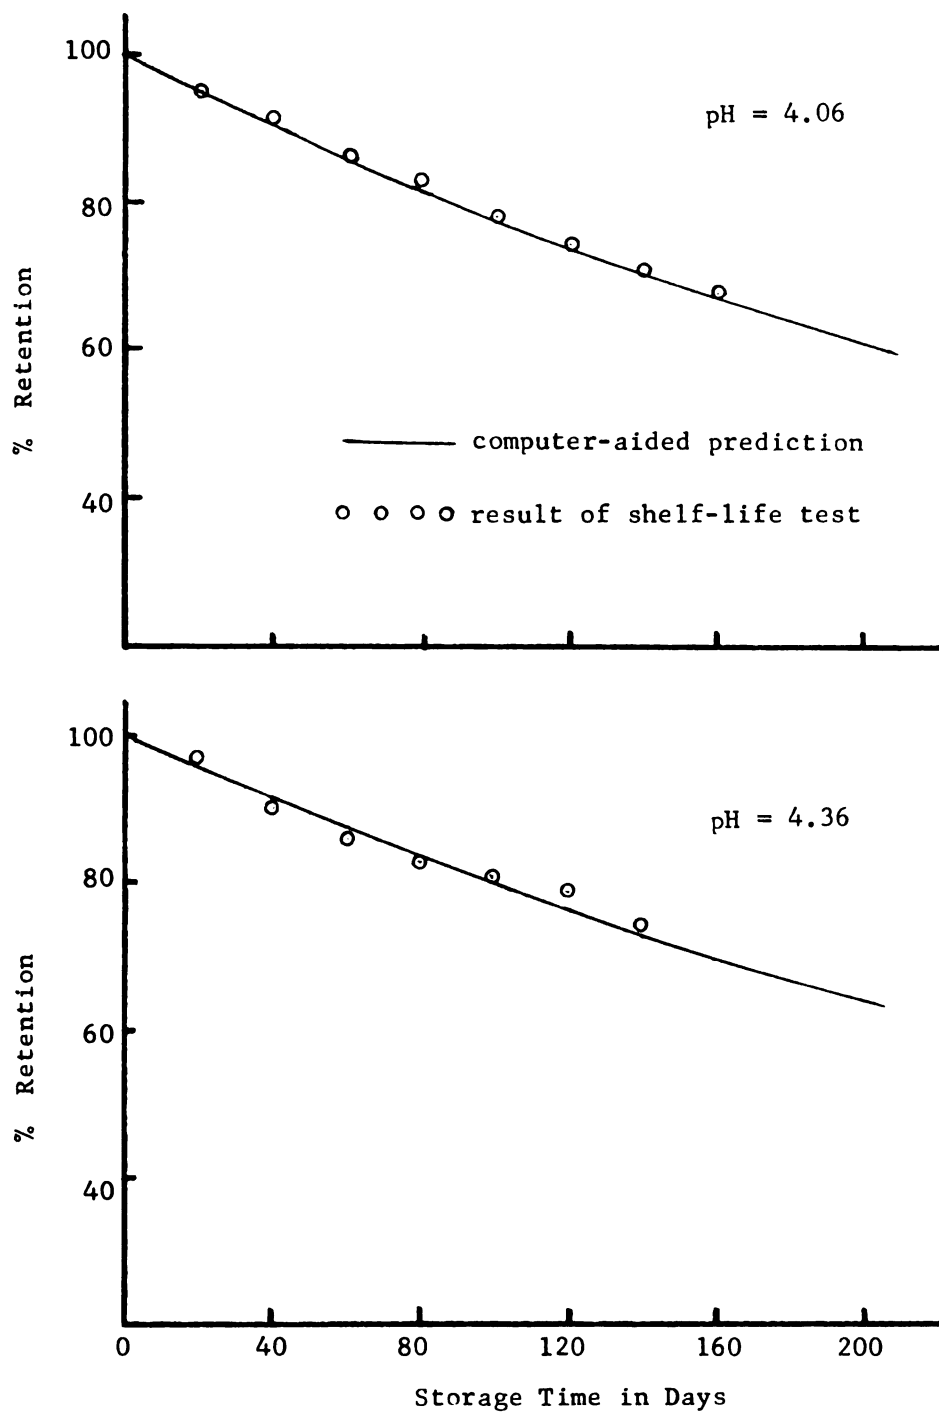 100
pH = 4.06
80
% Retention
60
computer-aided prediction
40
result of shelf-life test
100
pH = 4.36
80
% Retention
60
40
0 40 80 120 160 200
Storage Time in Days